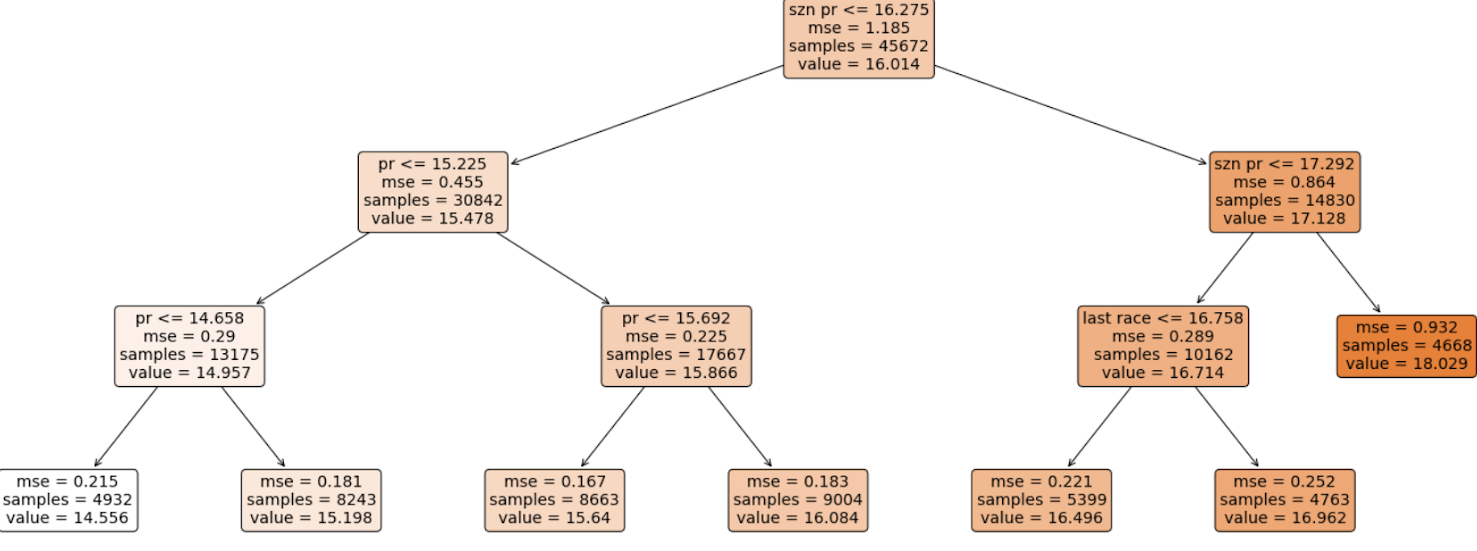 szn pr <= 16.275
mse = 1.185
samples = 45672
value = 16.014
pr <= 15.225
mse = 0.455
samples = 30842
value = 15.478
szn pr <= 17.292
mse = 0.864
samples = 14830
value = 17.128
pr <= 14.658
mse = 0.29
samples = 13175
value = 14.957
pr <= 15.692
mse = 0.225
samples = 17667
value = 15.866
last race <= 16.758
mse = 0.289
samples = 10162
value = 16.714
mse = 0.932
samples = 4668
value = 18.029
mse = 0.215
samples = 4932
value = 14.556
mse = 0.181
samples = 8243
value = 15.198
mse = 0.167
samples = 8663
value = 15.64
mse = 0.183
samples = 9004
value = 16.084
mse = 0.221
samples = 5399
value = 16.496
mse = 0.252
samples = 4763
value = 16.962